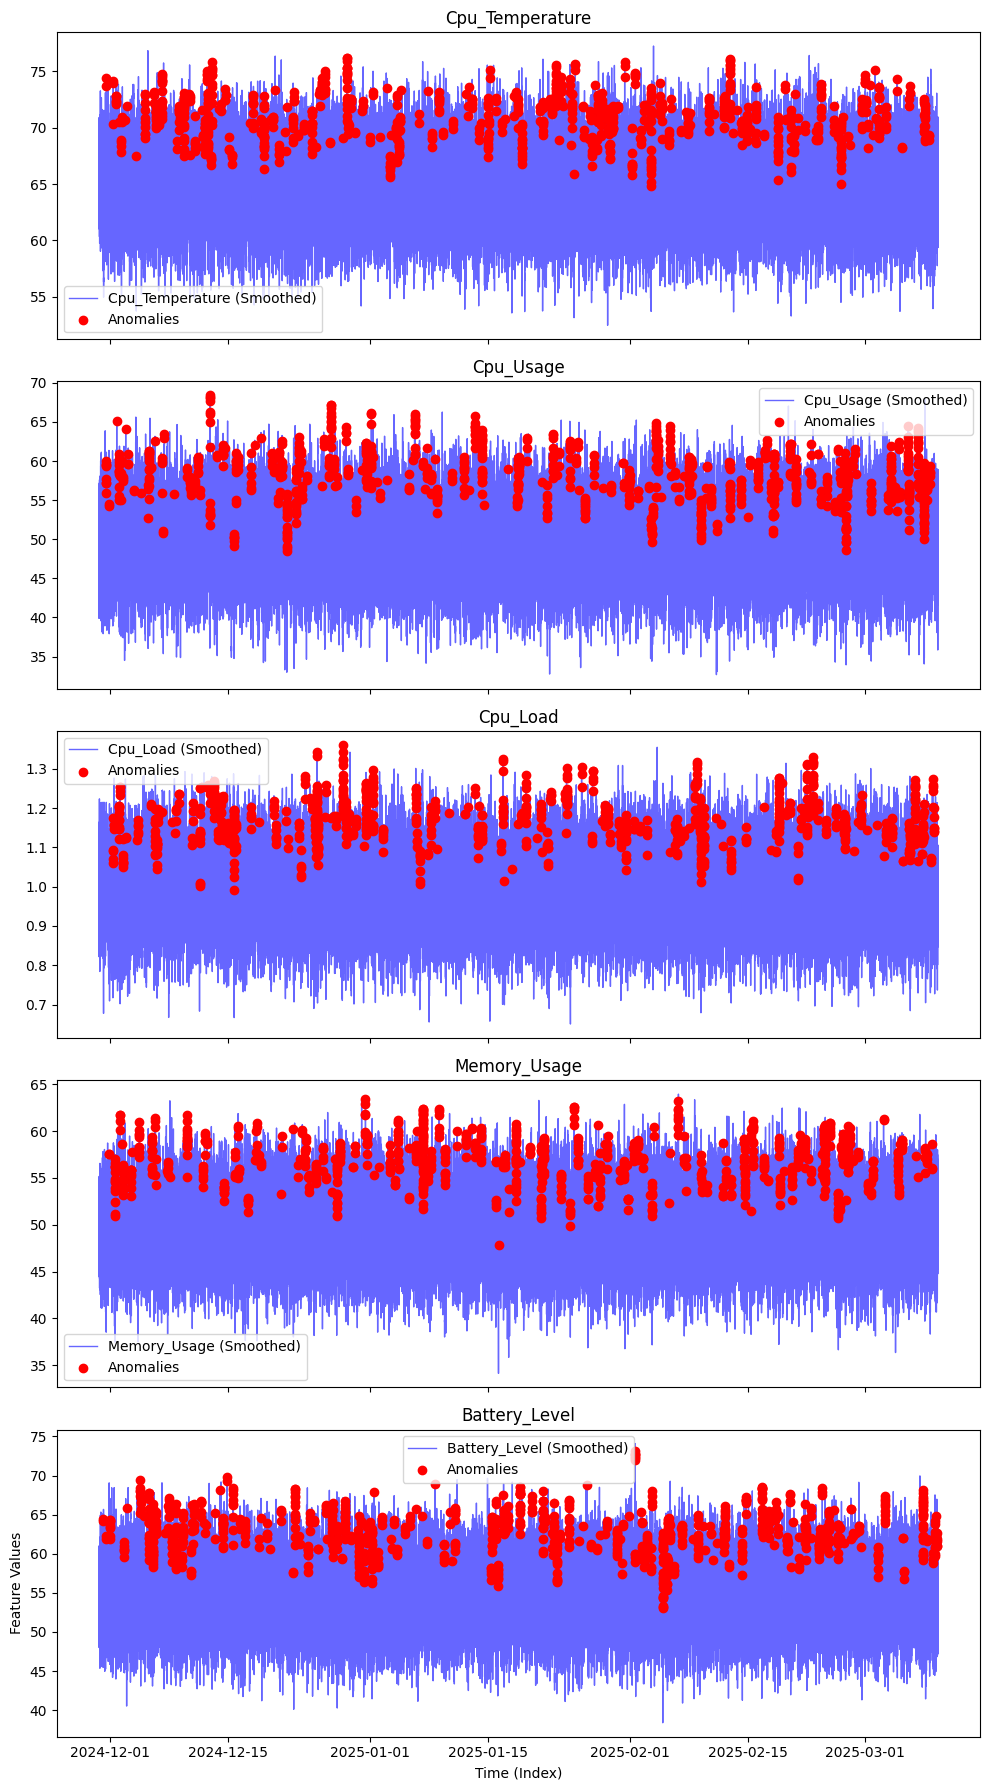 Cpu_Temperature
75
70
65
60
55
Cpu_Temperature (Smoothed)
Anomalies
Cpu_Usage
70
65
60
55
50
45
40
35
Cpu_Usage (Smoothed)
Anomalies
Cpu_Load
1.3
1.2
1.1
1.0
0.9
0.8
0.7
Cpu_Load (Smoothed)
Anomalies
Memory_Usage
65
60
55
50
45
40
35
Memory_Usage (Smoothed)
Anomalies
Battery_Level
75
70
65
60
55
50
45
40
Feature Values
Battery_Level (Smoothed)
Anomalies
2024-12-01 2024-12-15 2025-01-01 2025-01-15 2025-02-01 2025-02-15 2025-03-01
Time (Index)